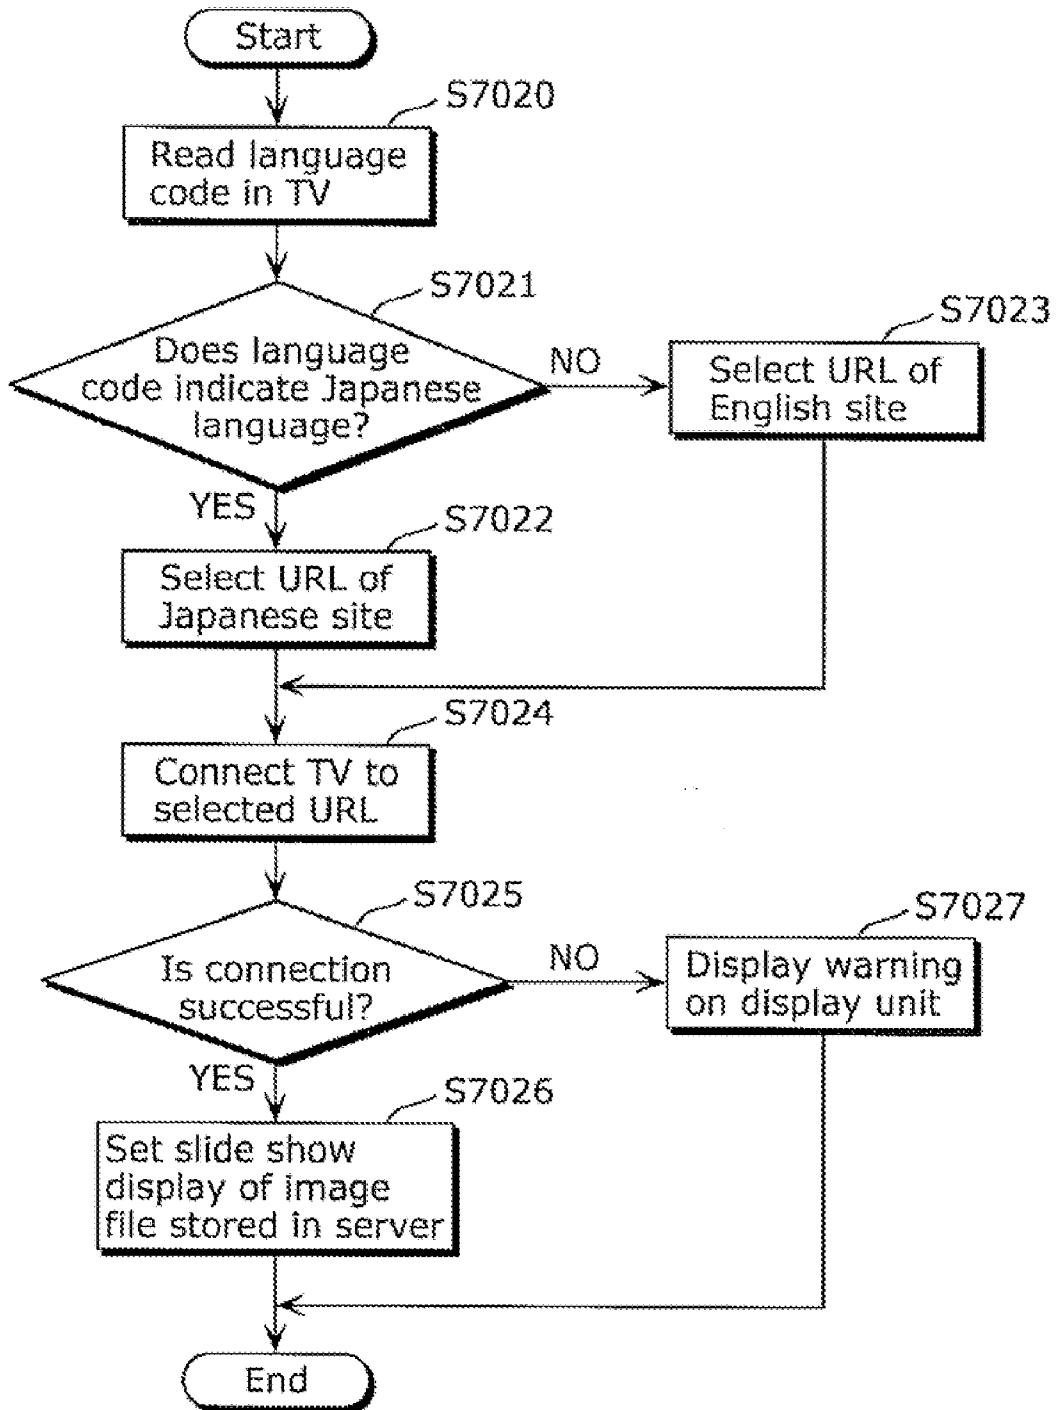 Start
S7020
Read language
code in TV
S7021
Does language
code indicate Japanese
language?
NO
S7023
Select URL of
English site
YES
S7022
Select URL of
Japanese site
S7024
Connect TV to
selected URL
S7025
Is connection
successful?
NO
S7027
Display warning
on display unit
YES
S7026
Set slide show
display of image
file stored in server
End